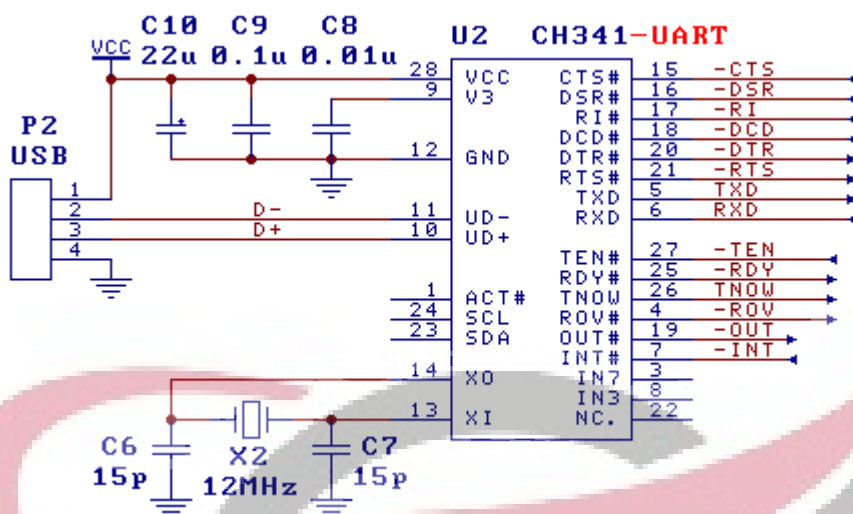 C10 C9 C8
22u 0.1u 0.01u
VCC
U2 CH341-UART
P2
USB
1
2
3
4
D-
D+
28 VCC
9 V3
12 GND
11 UD-
10 UD+
1 ACT#
24 SCL
23 SDA
14 XO
13 XI
CTS# 15 -CTS
DSR# 16 -DSR
RI# 17 -RI
DCD# 18 -DCD
DTR# 20 -DTR
RTS# 21 -RTS
TXD 5 TXD
RXD 6 RXD
TEN# 27 -TEN
RDY# 25 -RDY
TNOW 26 TNOW
ROV# 4 -ROV
OUT# 19 -OUT
INT# 7 -INT
IN7 3
IN3 8
NC. 22
C6
15p
X2
12MHz
C7
15p